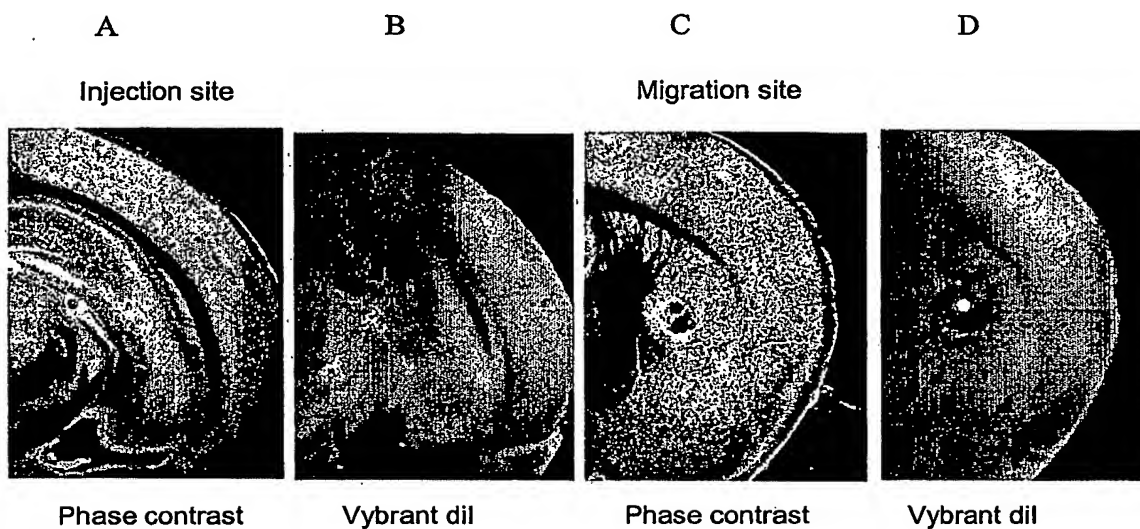 A B C D
Injection site Migration site
Phase contrast Vybrant dil Phase contrast Vybrant dil